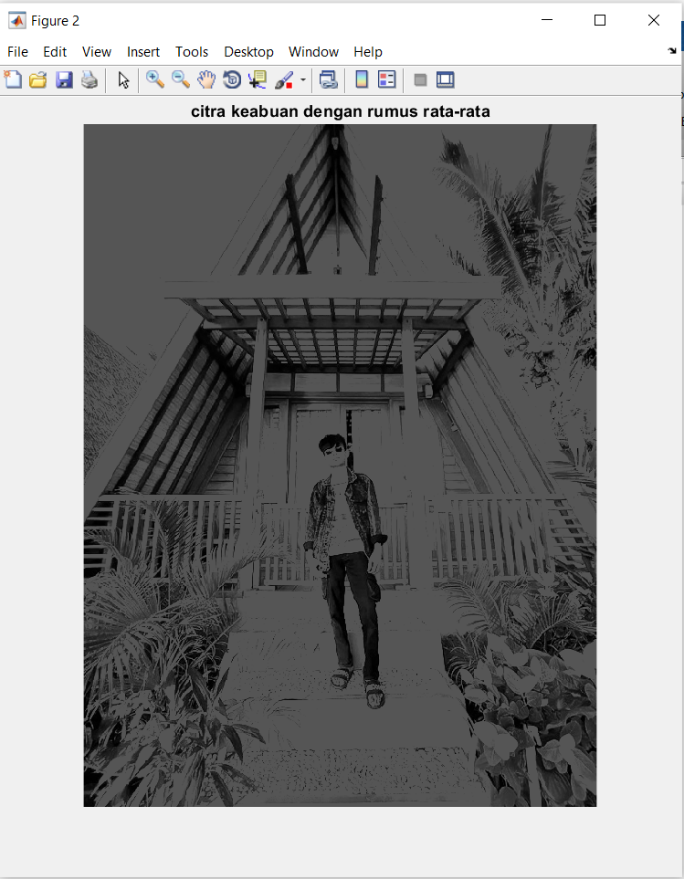 Figure 2
File Edit View Insert Tools Desktop Window Help
citra keabuan dengan rumus rata-rata